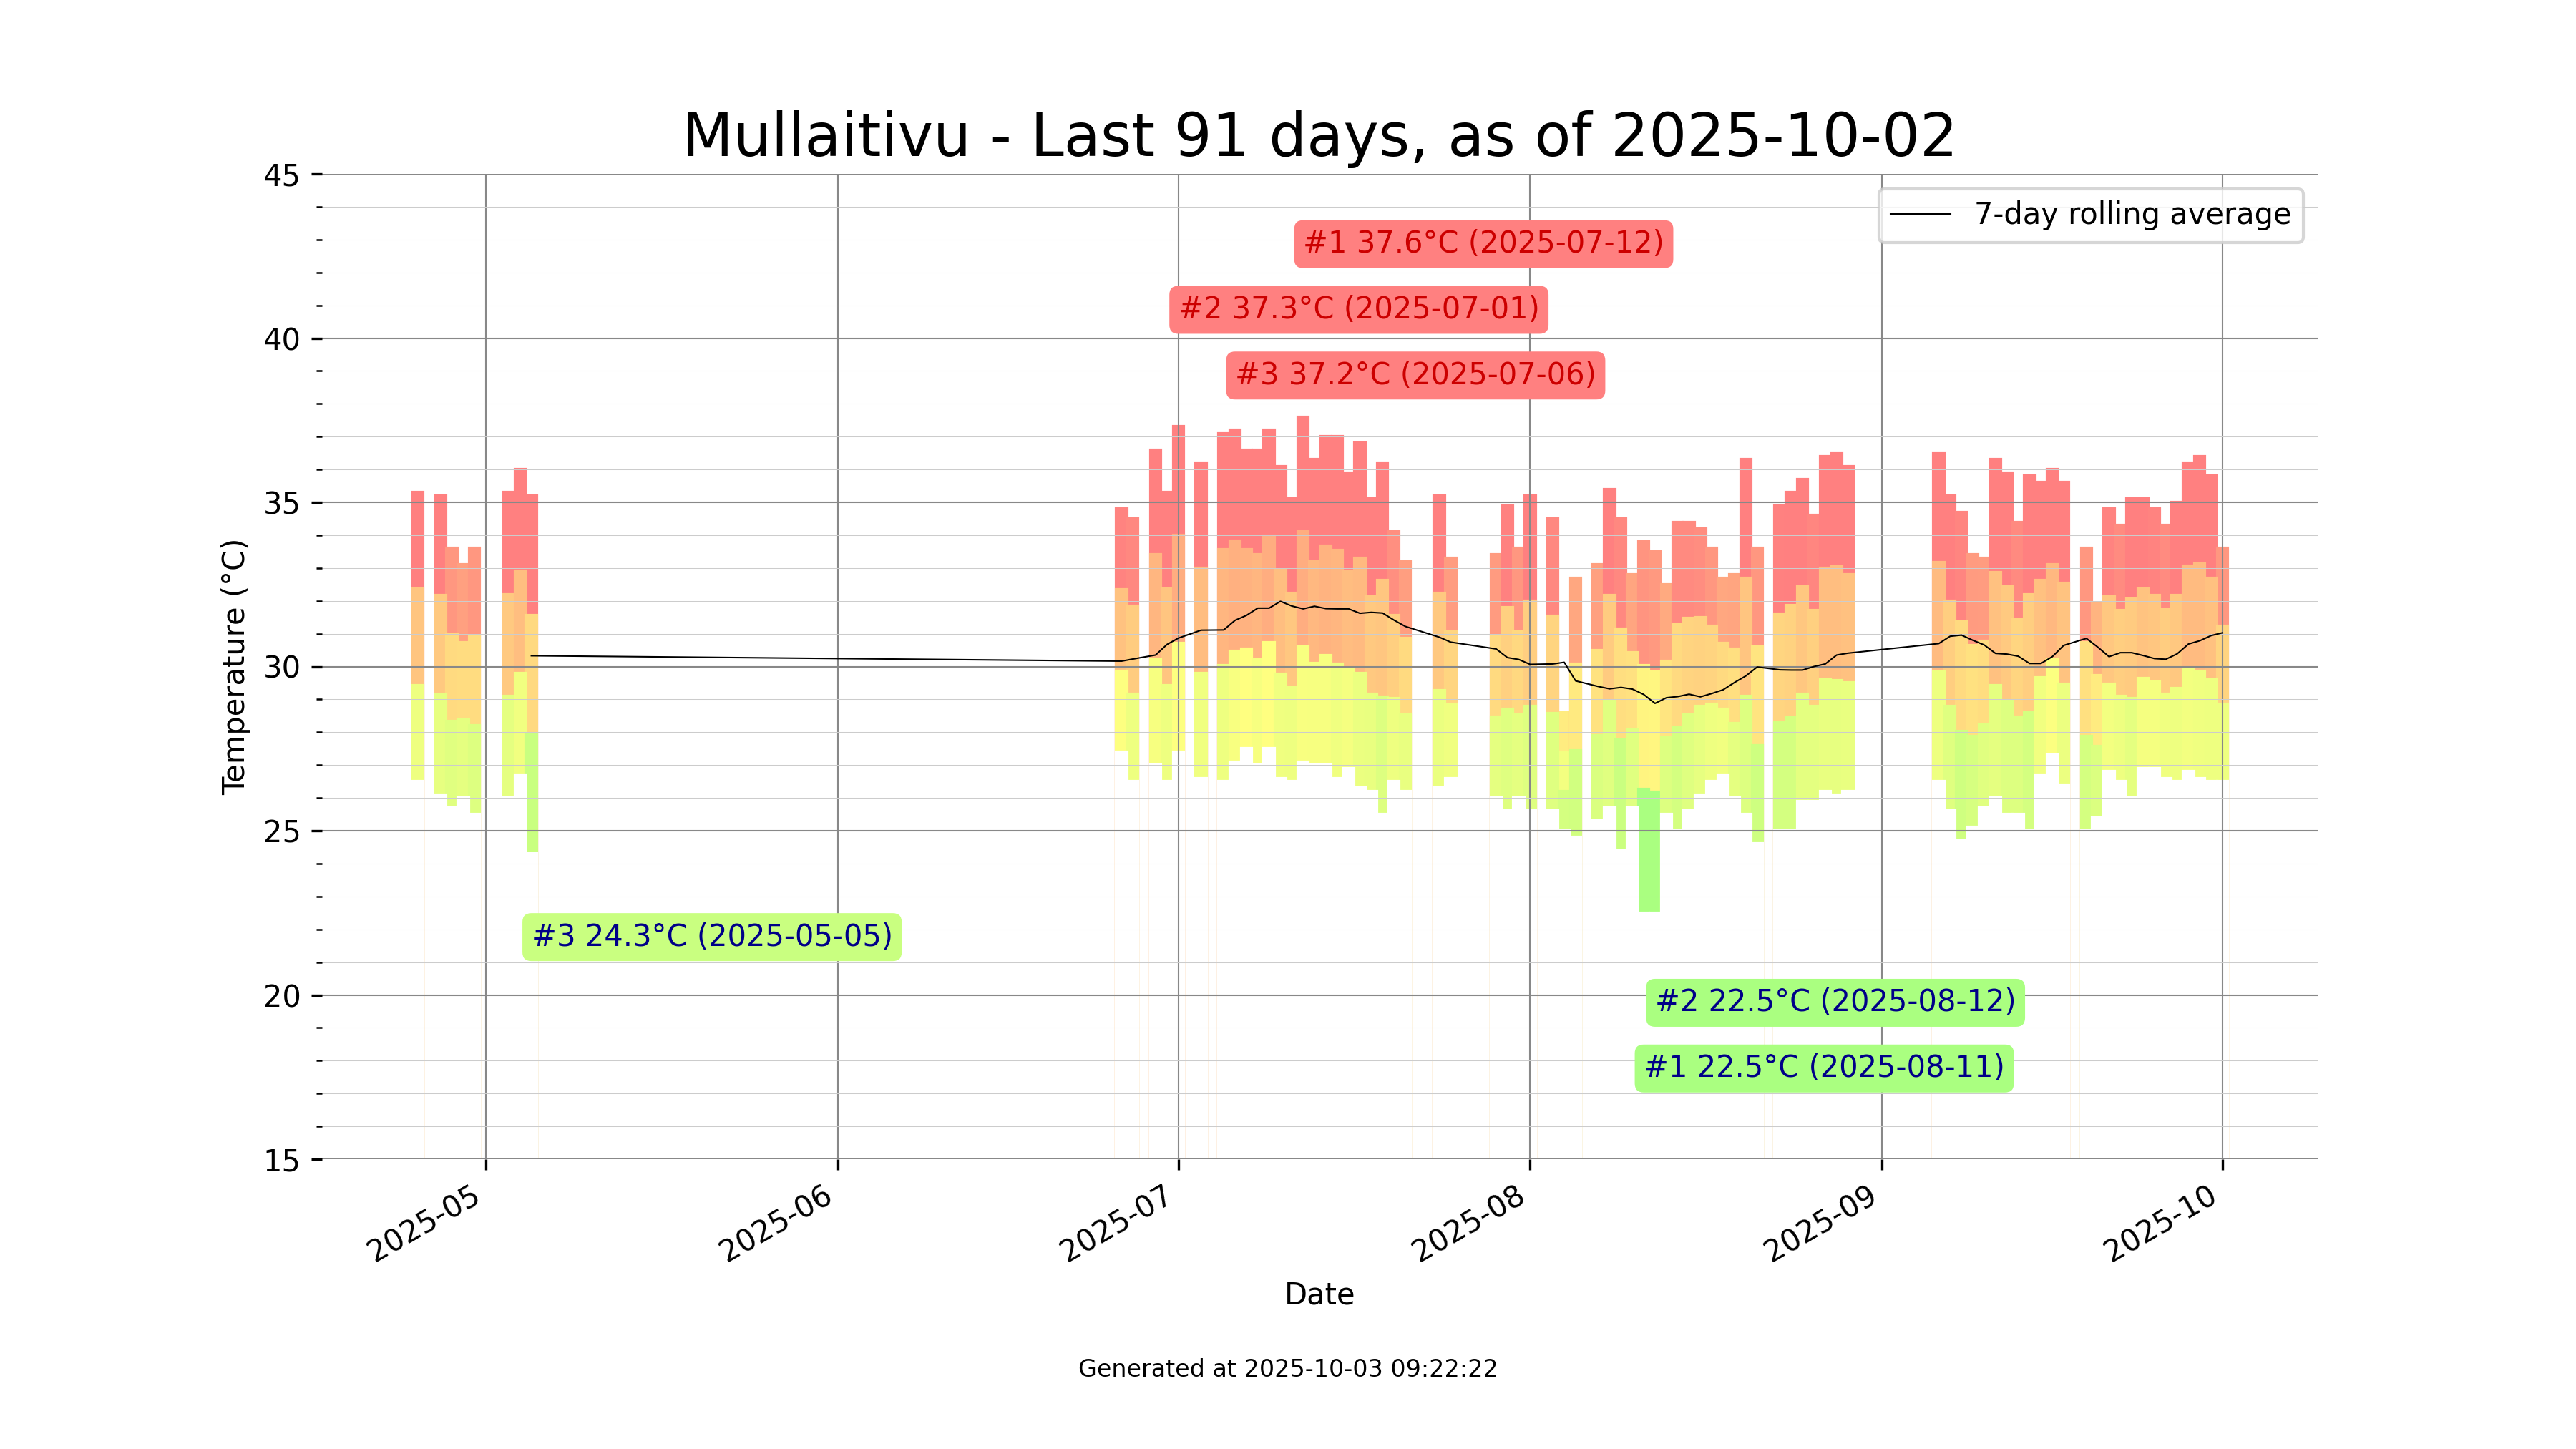 Mullaitivu - Last 91 days, as of 2025-10-02
7-day rolling average
#1 37.6°C (2025-07-12)
#2 37.3°C (2025-07-01)
#3 37.2°C (2025-07-06)
#3 24.3°C (2025-05-05)
#2 22.5°C (2025-08-12)
#1 22.5°C (2025-08-11)
Temperature (°C)
45
40
35
30
25
20
15
2025-05
2025-06
2025-07
2025-08
2025-09
2025-10
Date
Generated at 2025-10-03 09:22:22